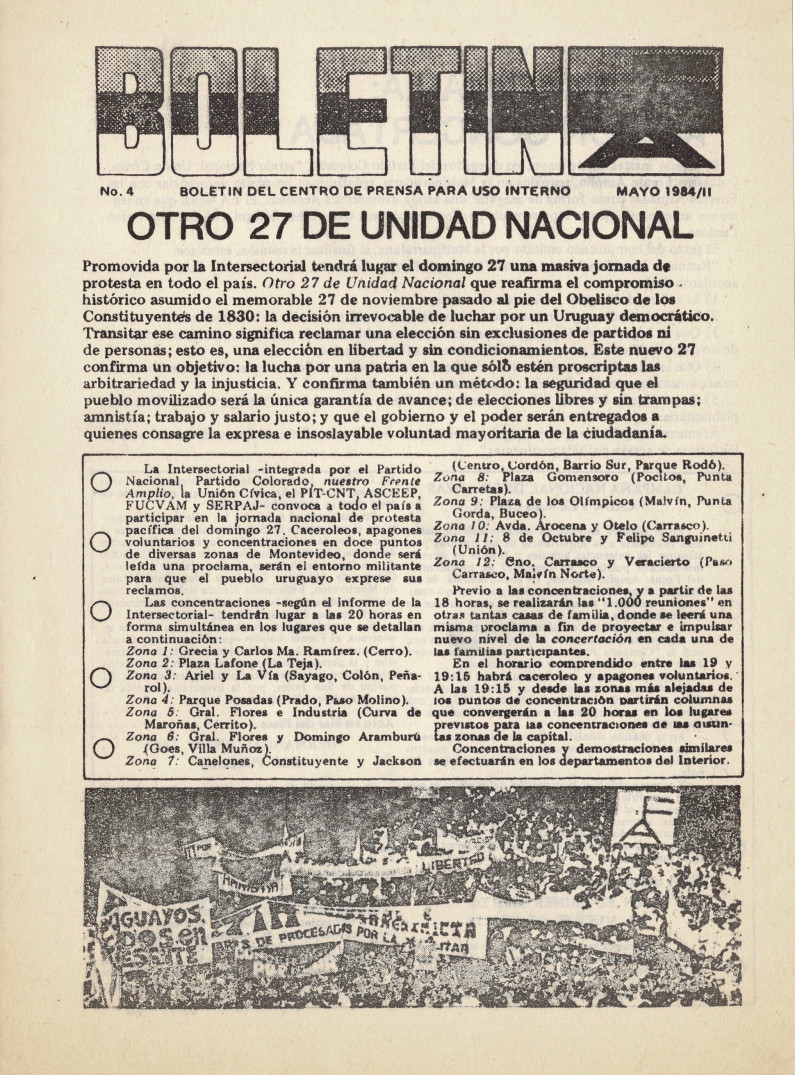 BOLETIN
No. 4 BOLETIN DEL CENTRO DE PRENSA PARA USO INTERNO MAYO 1984/II
OTRO 27 DE UNIDAD NACIONAL
Promovida por la Intersectorial tendrá lugar el domingo 27 una masiva jornada de
protesta en todo el país. Otro 27 de Unidad Nacional que reafirma el compromiso
histórico asumido el memorable 27 de noviembre pasado al pie del Obelisco de los
Constituyentes de 1830: la decisión irrevocable de luchar por un Uruguay democrático.
Transitar ese camino significa reclamar una elección sin exclusiones de partidos ni
de personas; esto es, una elección en libertad y sin condicionamientos. Este nuevo 27
confirma un objetivo: la lucha por una patria en la que sólo estén proscriptas las
arbitrariedad y la injusticia. Y confirma también un método: la seguridad que el
pueblo movilizado será la única garantía de avance; de elecciones libres y sin trampas;
amnistía; trabajo y salario justo; y que el gobierno y el poder serán entregados a
quienes consagre la expresa e insoslayable voluntad mayoritaria de la ciudadanía.
La Intersectorial -integrada por el Partido
Nacional, Partido Colorado, nuestro Frente
Amplio, la Unión Cívica, el PIT-CNT, ASCEEP,
FUCVAM y SERPAJ- convoca a todo el país a
participar en la jornada nacional de protesta
pacífica del domingo 27. Caceroleos, apagones
voluntarios y concentraciones en doce puntos
de diversas zonas de Montevideo, donde será
leída una proclama, serán el entorno militante
para que el pueblo uruguayo exprese sus
reclamos.
Las concentraciones -según el informe de la
Intersectorial- tendrán lugar a las 20 horas en
forma simultánea en los lugares que se detallan
a continuación:
Zona 1: Grecia y Carlos Ma. Ramírez. (Cerro).
Zona 2: Plaza Lafone (La Teja).
Zona 3: Ariel y La Vía (Sayago, Colón, Peña-
rol).
Zona 4: Parque Posadas (Prado, Paso Molino).
Zona 5: Gral. Flores e Industria (Curva de
Maroñas, Cerrito).
Zona 6: Gral. Flores y Domingo Aramburú
(Goes, Villa Muñoz).
Zona 7: Canelones, Constituyente y Jackson
(Centro, Cordón, Barrio Sur, Parque Rodó).
Zona 8: Plaza Gomensoro (Pocitos, Punta
Carretas).
Zona 9: Plaza de los Olímpicos (Malvín, Punta
Gorda, Buceo).
Zona 10: Avda. Arocena y Otelo (Carrasco).
Zona 11: 8 de Octubre y Felipe Sanguinetti
(Unión).
Zona 12: Cno. Carrasco y Veracierto (Paso
Carrasco, Malvín Norte).
Previo a las concentraciones, y a partir de las
18 horas, se realizarán las "1.000 reuniones" en
otras tantas casas de familia, donde se leerá una
misma proclama a fin de proyectar e impulsar
nuevo nivel de la concertación en cada una de
las familias participantes.
En el horario comprendido entre las 19 y
19:15 habrá caceroleo y apagones voluntarios.
A las 19:15 y desde las zonas más alejadas de
los puntos de concentración partirán columnas
que convergerán a las 20 horas en los lugares
previstos para las concentraciones de las distin-
tas zonas de la capital.
Concentraciones y demostraciones similares
se efectuarán en los departamentos del Interior.
POR
LIBERTAD
AMNISTIA
DE PROCESADOS POR LA